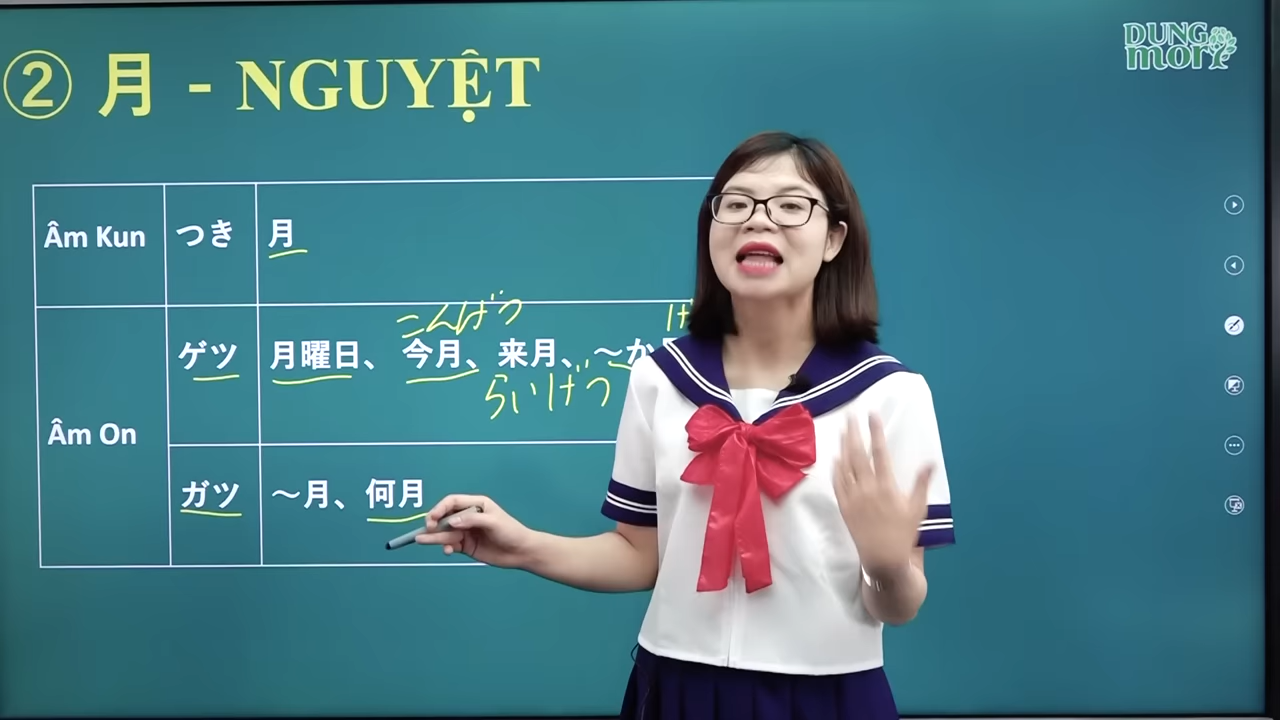 ② 月 - NGUYỆT
DUNG
mori
Âm Kun つき 月
こんげつ
Âm On
ゲツ 月曜日、 今月、 来月、 〜か
らいげつ
ガツ 〜月、 何月